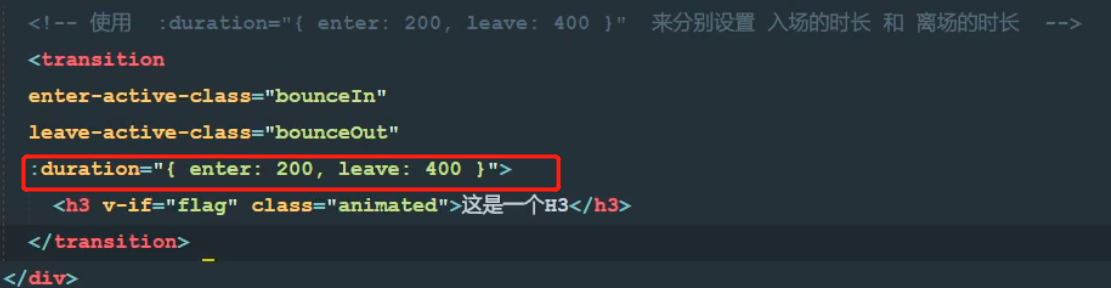 <!-- 使用  :duration="{ enter: 200, leave: 400 }"  来分别设置 入场的时长 和 离场的时长  -->
<transition
enter-active-class="bounceIn"
leave-active-class="bounceOut"
:duration="{ enter: 200, leave: 400 }">
<h3 v-if="flag" class="animated">这是一个H3</h3>
</transition>
</div>